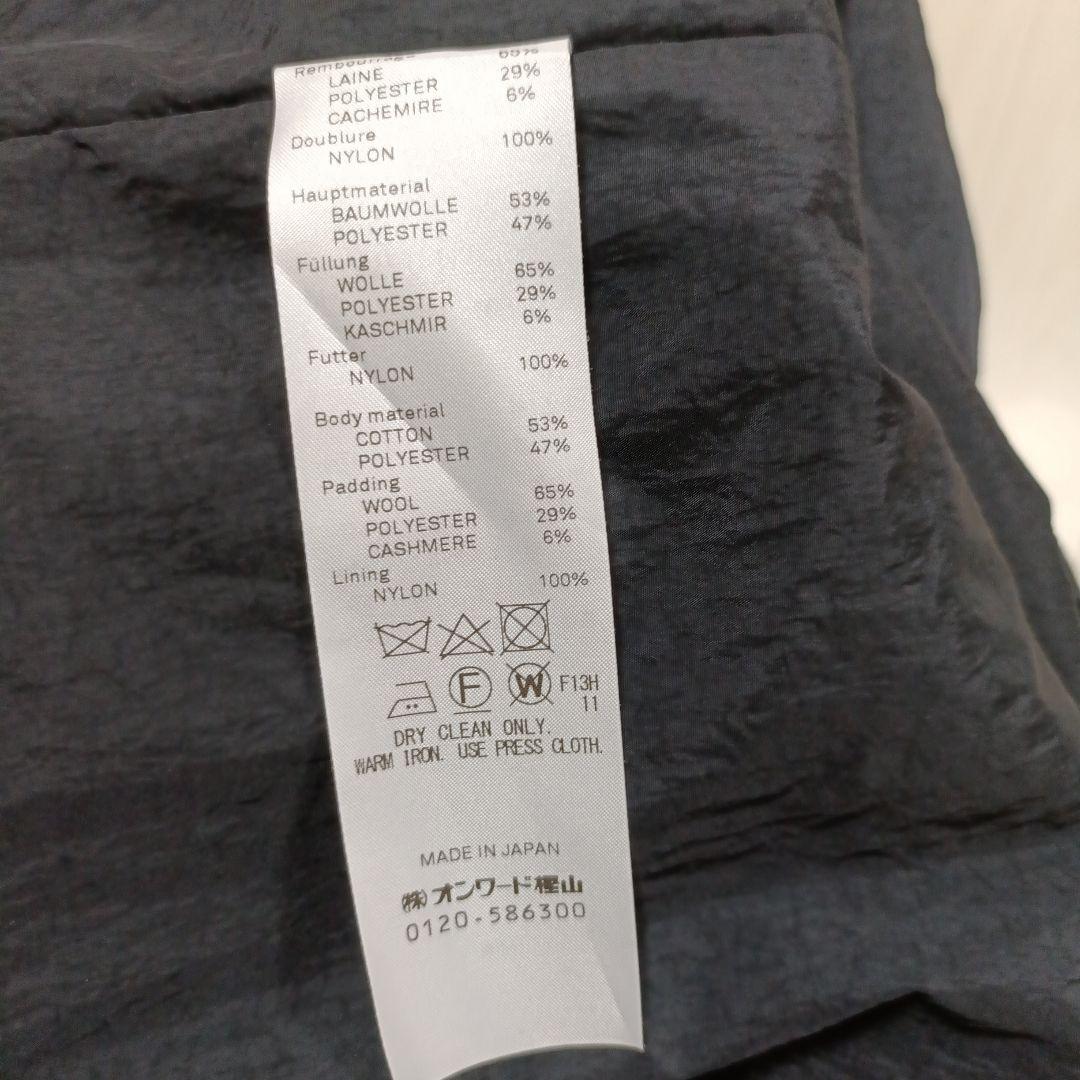 Rembourrage 65%
LAINE 29%
POLYESTER 6%
CACHEMIRE
Doublure 100%
NYLON
Hauptmaterial
BAUMWOLLE 53%
POLYESTER 47%
Füllung
WOLLE 65%
POLYESTER 29%
KASCHMIR 6%
Futter
NYLON 100%
Body material
COTTON 53%
POLYESTER 47%
Padding
WOOL 65%
POLYESTER 29%
CASHMERE 6%
Lining
NYLON 100%
F W F13H
11
DRY CLEAN ONLY.
WARM IRON. USE PRESS CLOTH.
MADE IN JAPAN
㈱オンワード樫山
0120-586300